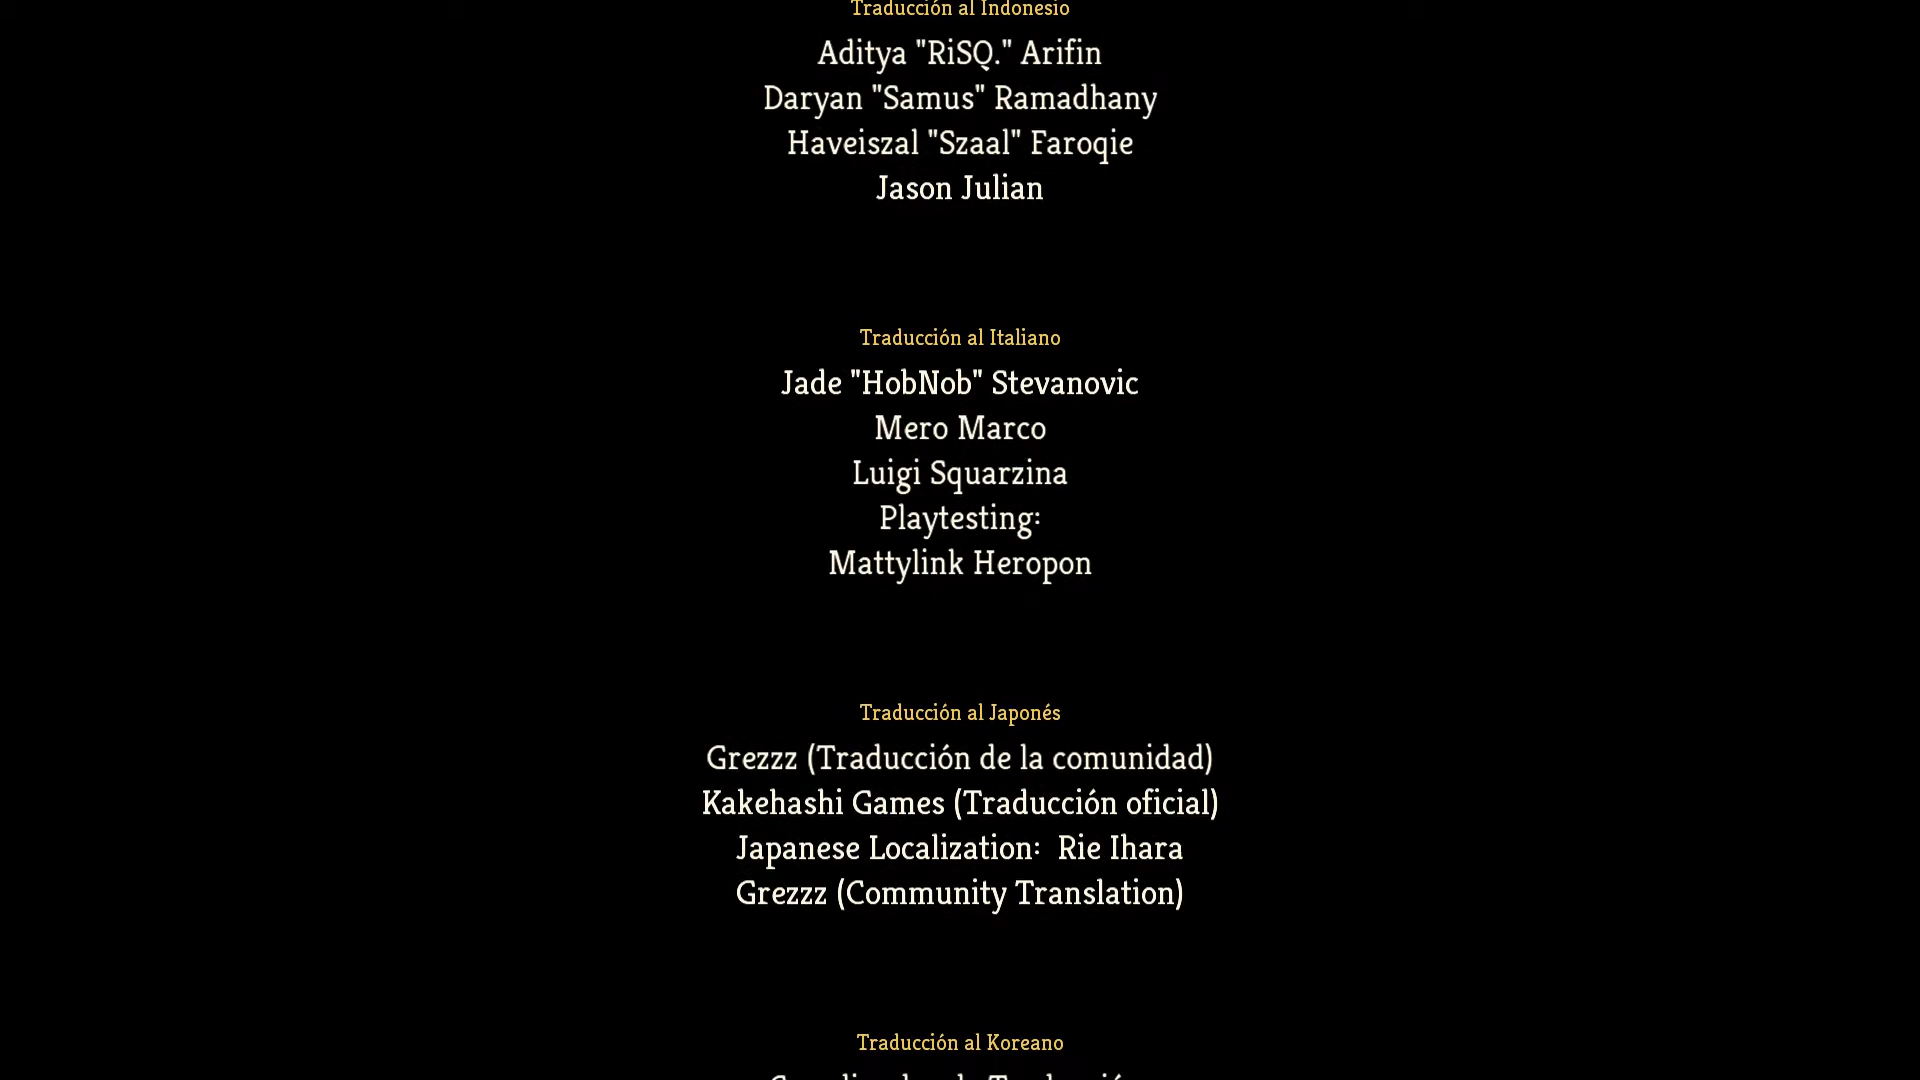 Traducción al Indonesio
Aditya "RiSQ." Arifin
Daryan "Samus" Ramadhany
Haveiszal "Szaal" Faroqie
Jason Julian
Traducción al Italiano
Jade "HobNob" Stevanovic
Mero Marco
Luigi Squarzina
Playtesting:
Mattylink Heropon
Traducción al Japonés
Grezzz (Traducción de la comunidad)
Kakehashi Games (Traducción oficial)
Japanese Localization:  Rie Ihara
Grezzz (Community Translation)
Traducción al Koreano